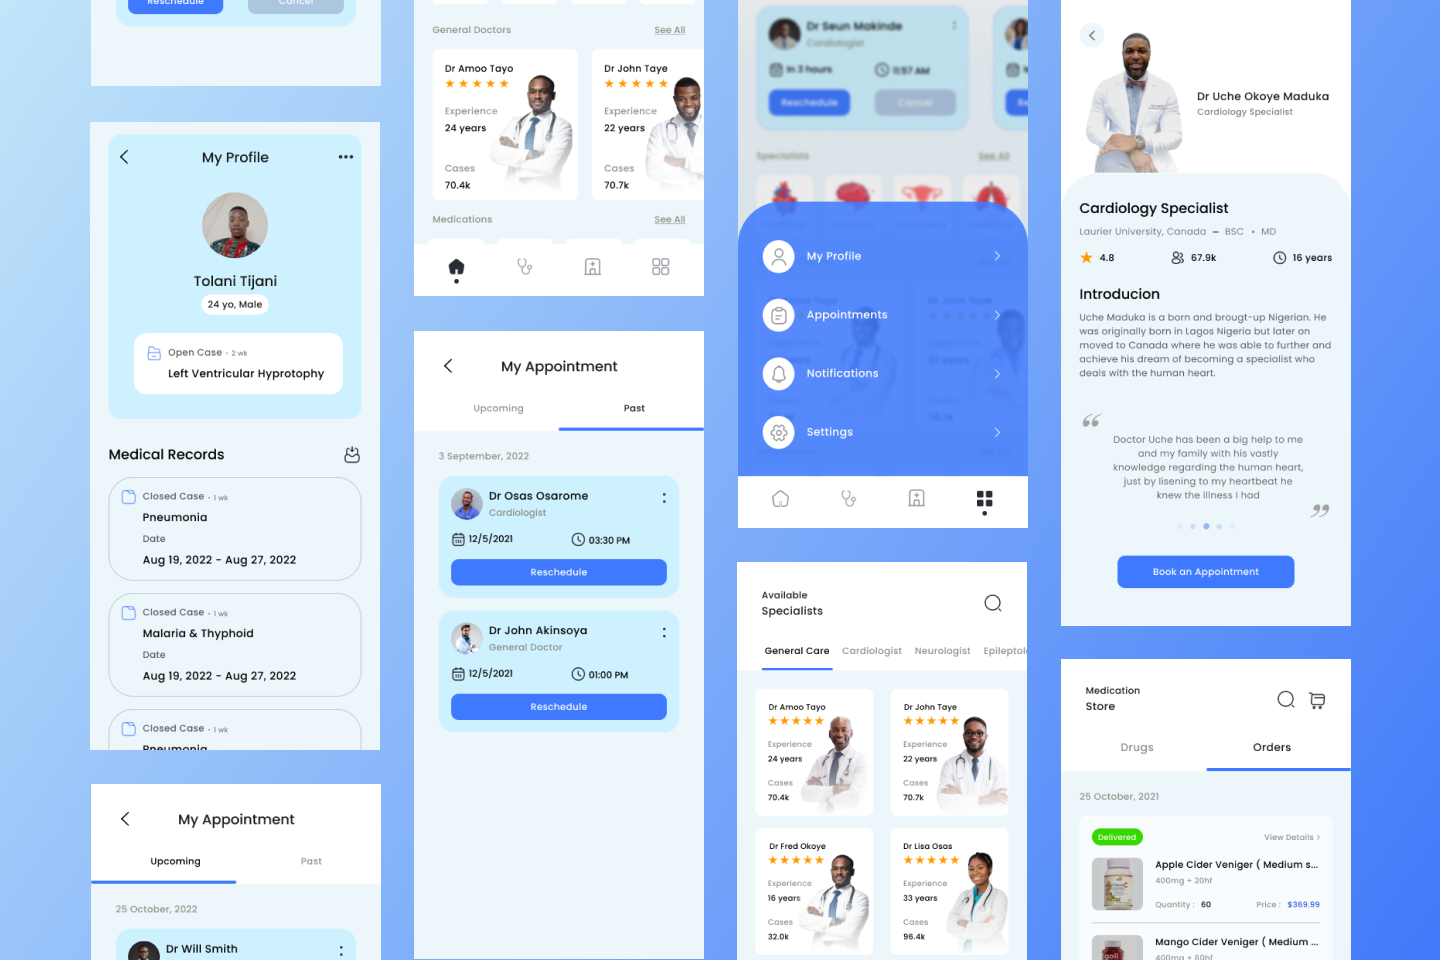 Reschedule
Cancel
My Profile
Tolani Tijani
24 yo, Male
Open Case • 2 wk
Left Ventricular Hyprotophy
Medical Records
Closed Case • 1 wk
Pneumonia
Date
Aug 19, 2022 - Aug 27, 2022
Closed Case • 1 wk
Malaria & Thyphoid
Date
Aug 19, 2022 - Aug 27, 2022
Closed Case • 1 wk
Pneumonia
My Appointment
Upcoming
Past
25 October, 2022
Dr Will Smith
General Doctors
See All
Dr Amoo Tayo
Experience
24 years
Cases
70.4k
Dr John Taye
Experience
22 years
Cases
70.7k
Medications
See All
My Appointment
Upcoming
Past
3 September, 2022
Dr Osas Osarome
Cardiologist
12/5/2021
03:30 PM
Reschedule
Dr John Akinsoya
General Doctor
12/5/2021
01:00 PM
Reschedule
Dr Seun Makinde
Cardiologist
In 3 hours
11:57 AM
Reschedule
Cancel
Specialists
See All
My Profile
Appointments
Notifications
Settings
Available
Specialists
General Care
Cardiologist
Neurologist
Epileptolo
Dr Amoo Tayo
Experience
24 years
Cases
70.4k
Dr John Taye
Experience
22 years
Cases
70.7k
Dr Fred Okoye
Experience
16 years
Cases
32.0k
Dr Lisa Osas
Experience
33 years
Cases
96.4k
Dr Uche Okoye Maduka
Cardiology Specialist
Cardiology Specialist
Laurier University, Canada – BSC • MD
4.8
67.9k
16 years
Introducion
Uche Maduka is a born and brougt-up Nigerian. He
was originally born in Lagos Nigeria but later on
moved to Canada where he was able to further and
achieve his dream of becoming a specialist who
deals with the human heart.
“
Doctor Uche has been a big help to me
and my family with his vastly
knowledge regarding the human heart,
just by lisening to my heartbeat he
knew the illness I had
”
Book an Appointment
Medication
Store
Drugs
Orders
25 October, 2021
Delivered
View Details >
Apple Cider Veniger ( Medium s...
400mg + 20hf
Quantity : 60
Price : $369.99
Mango Cider Veniger ( Medium ...
400mg + 60hf
goli